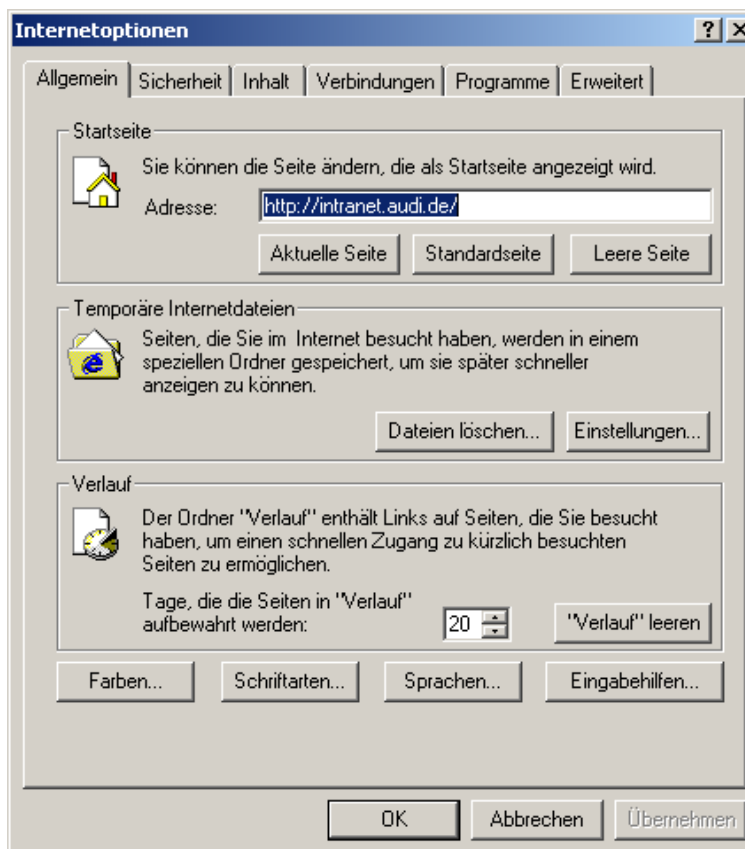 Internetoptionen
Allgemein Sicherheit Inhalt Verbindungen Programme Erweitert
Startseite
Sie können die Seite ändern, die als Startseite angezeigt wird.
Adresse: http://intranet.audi.de/
Aktuelle Seite Standardseite Leere Seite
Temporäre Internetdateien
Seiten, die Sie im Internet besucht haben, werden in einem
speziellen Ordner gespeichert, um sie später schneller
anzeigen zu können.
Dateien löschen... Einstellungen...
Verlauf
Der Ordner "Verlauf" enthält Links auf Seiten, die Sie besucht
haben, um einen schnellen Zugang zu kürzlich besuchten
Seiten zu ermöglichen.
Tage, die die Seiten in "Verlauf"
aufbewahrt werden: 20 "Verlauf" leeren
Farben... Schriftarten... Sprachen... Eingabehilfen...
OK Abbrechen Übernehmen